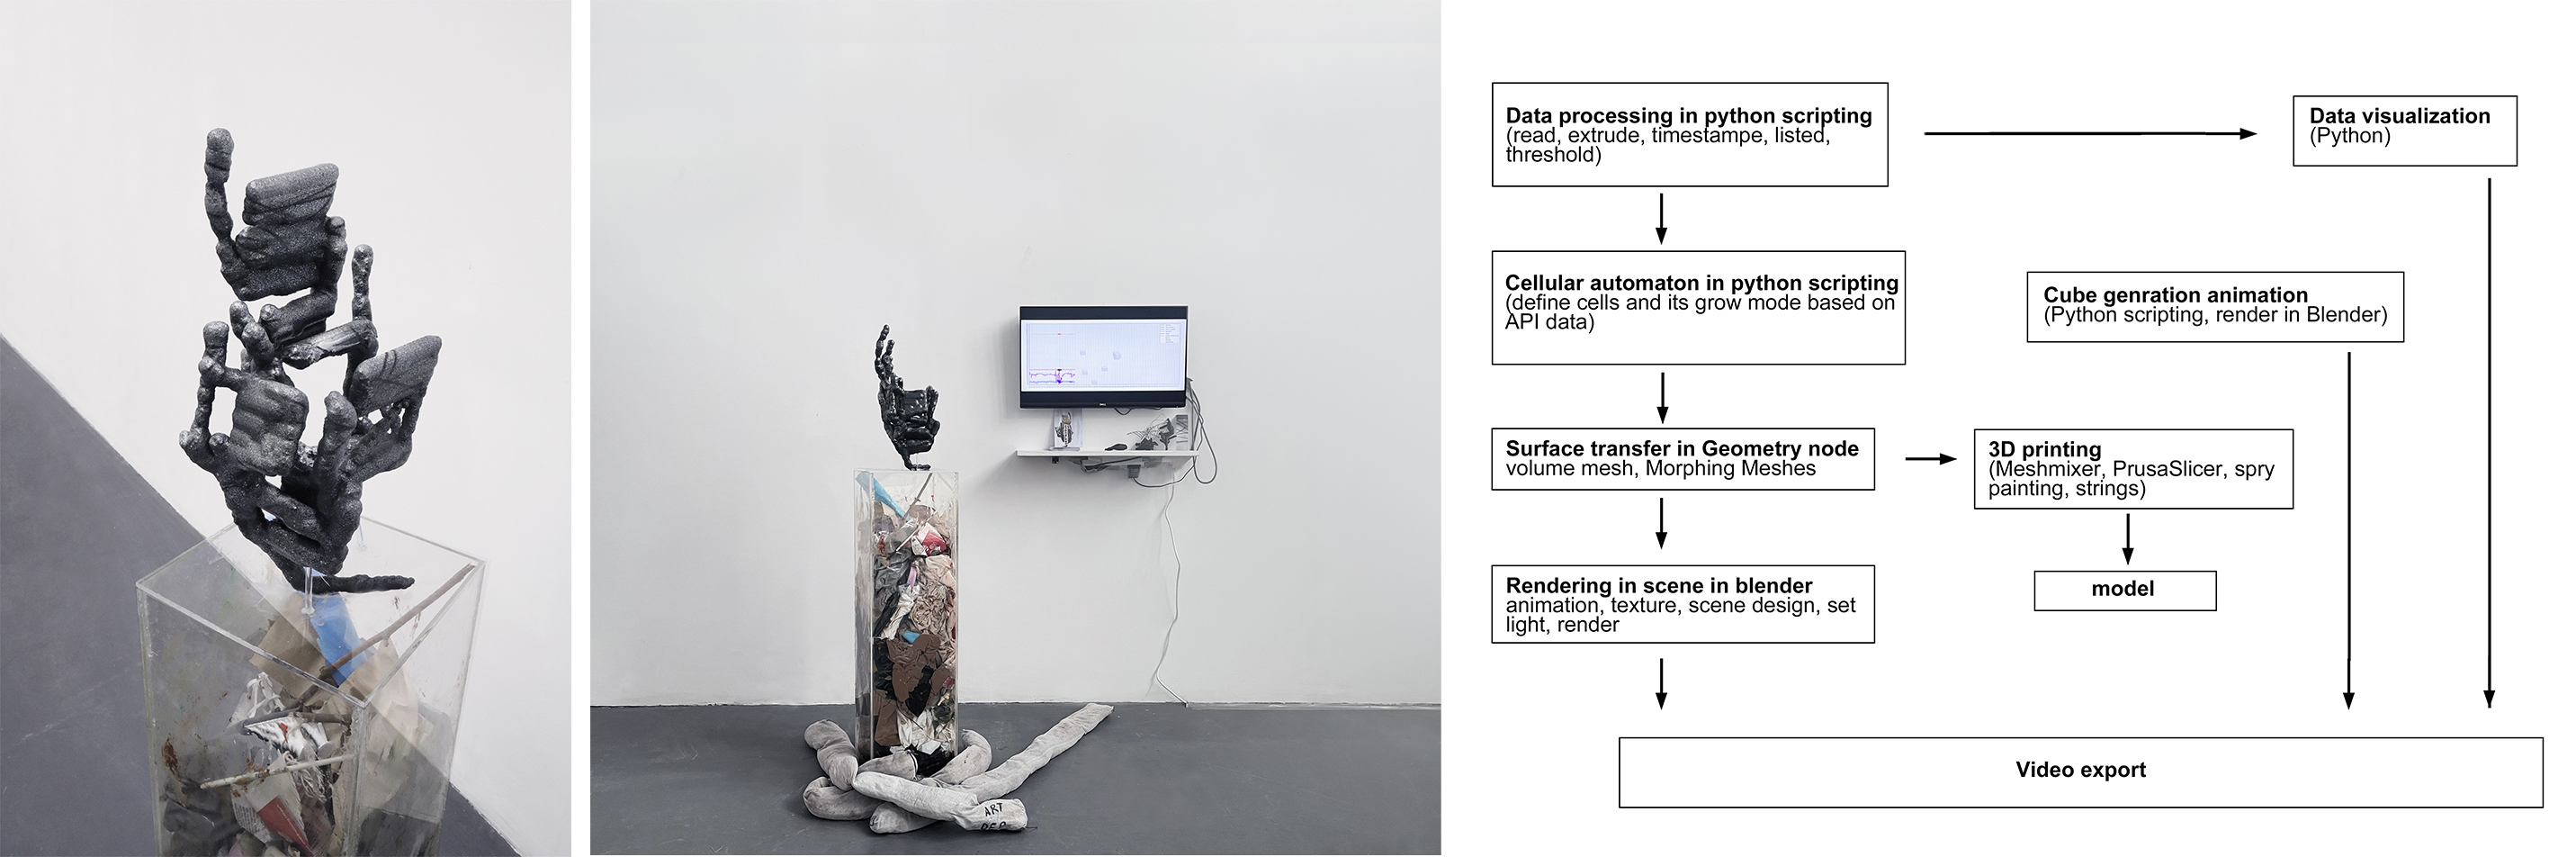 Data processing in python scripting
(read, extrude, timestampe, listed,
threshold)
Data visualization
(Python)
Cellular automaton in python scripting
(define cells and its grow mode based on
API data)
Cube genration animation
(Python scripting, render in Blender)
Surface transfer in Geometry node
volume mesh, Morphing Meshes
3D printing
(Meshmixer, PrusaSlicer, spry
painting, strings)
Rendering in scene in blender
animation, texture, scene design, set
light, render
model
Video export
ART